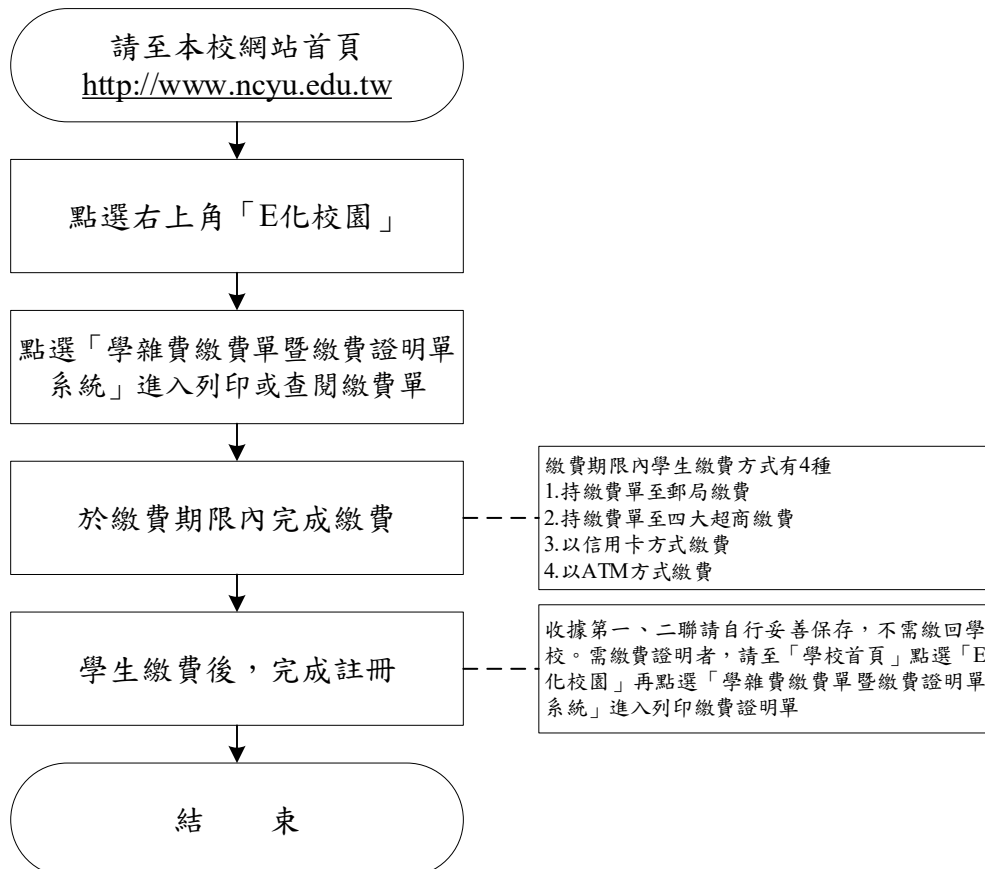 請至本校網站首頁
http://www.ncyu.edu.tw
點選右上角「E化校園」
點選「學雜費繳費單暨繳費證明單
系統」進入列印或查閱繳費單
於繳費期限內完成繳費
繳費期限內學生繳費方式有4種
1.持繳費單至郵局繳費
2.持繳費單至四大超商繳費
3.以信用卡方式繳費
4.以ATM方式繳費
學生繳費後，完成註冊
收據第一、二聯請自行妥善保存，不需繳回學
校。需繳費證明者，請至「學校首頁」點選「E
化校園」再點選「學雜費繳費單暨繳費證明單
系統」進入列印繳費證明單
結　　束